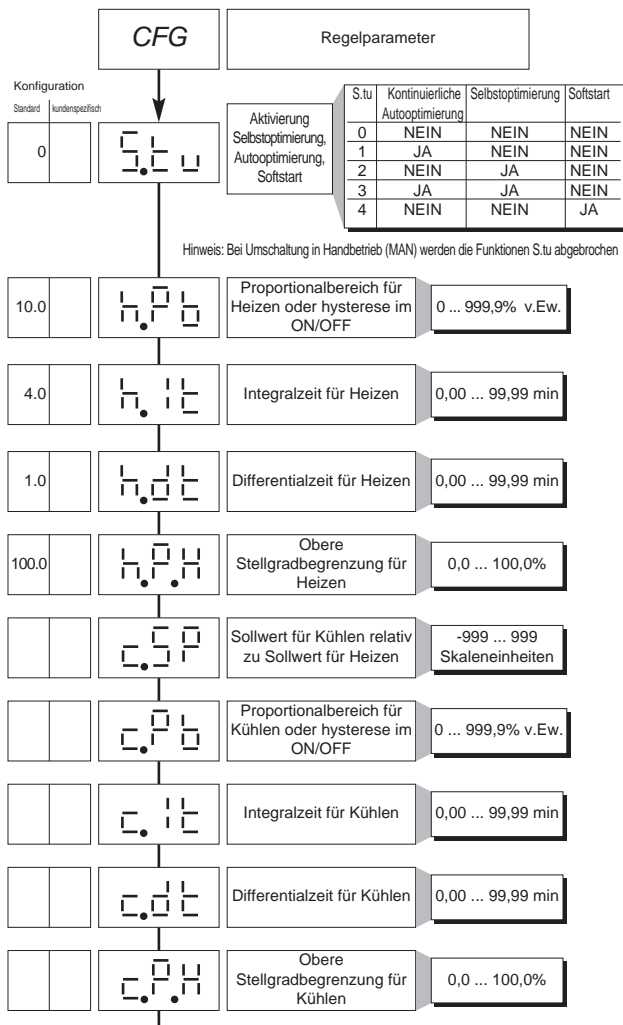 CFG
Regelparameter
Konfiguration
Standard kundenspezifisch
0
S.tu
Aktivierung
Selbstoptimierung,
Autooptimierung,
Softstart
S.tu Kontinuierliche Selbstoptimierung Softstart
Autooptimierung
0 NEIN NEIN NEIN
1 JA NEIN NEIN
2 NEIN JA NEIN
3 JA JA NEIN
4 NEIN NEIN JA
Hinweis: Bei Umschaltung in Handbetrieb (MAN) werden die Funktionen S.tu abgebrochen
10.0
h.Pb
Proportionalbereich für
Heizen oder hysterese im
ON/OFF
0 ... 999,9% v.Ew.
4.0
h.It
Integralzeit für Heizen
0,00 ... 99,99 min
1.0
h.dt
Differentialzeit für Heizen
0,00 ... 99,99 min
100.0
h.P.H
Obere
Stellgradbegrenzung für
Heizen
0,0 ... 100,0%
c.SP
Sollwert für Kühlen relativ
zu Sollwert für Heizen
-999 ... 999
Skaleneinheiten
c.Pb
Proportionalbereich für
Kühlen oder hysterese im
ON/OFF
0 ... 999,9% v.Ew.
c.It
Integralzeit für Kühlen
0,00 ... 99,99 min
c.dt
Differentialzeit für Kühlen
0,00 ... 99,99 min
c.P.H
Obere
Stellgradbegrenzung für
Kühlen
0,0 ... 100,0%